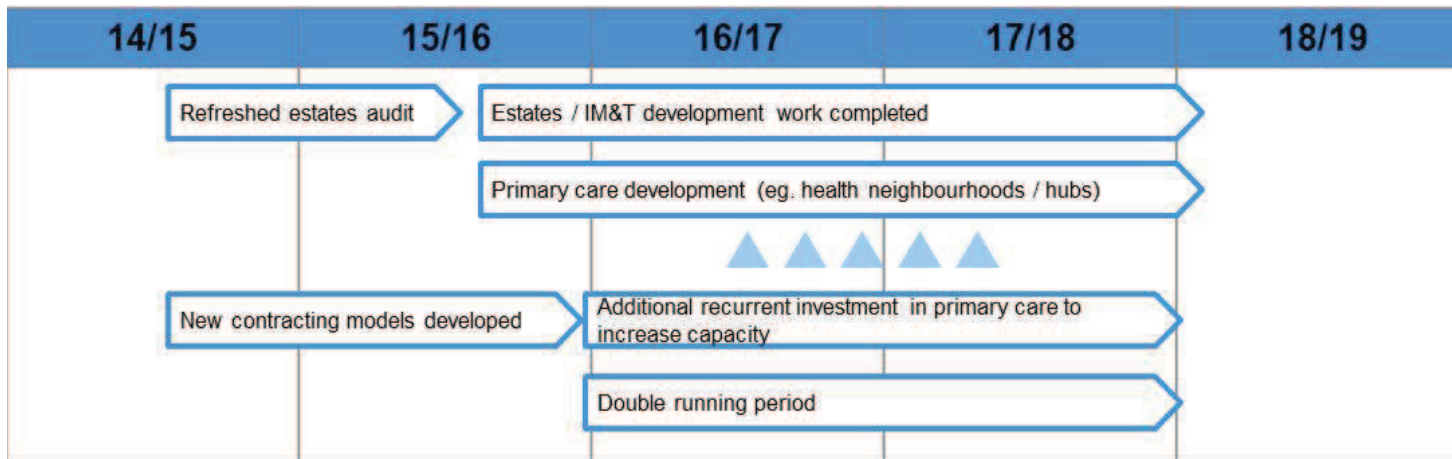 14/15 15/16 16/17 17/18 18/19
Refreshed estates audit
Estates / IM&T development work completed
Primary care development (eg. health neighbourhoods / hubs)
New contracting models developed
Additional recurrent investment in primary care to
increase capacity
Double running period